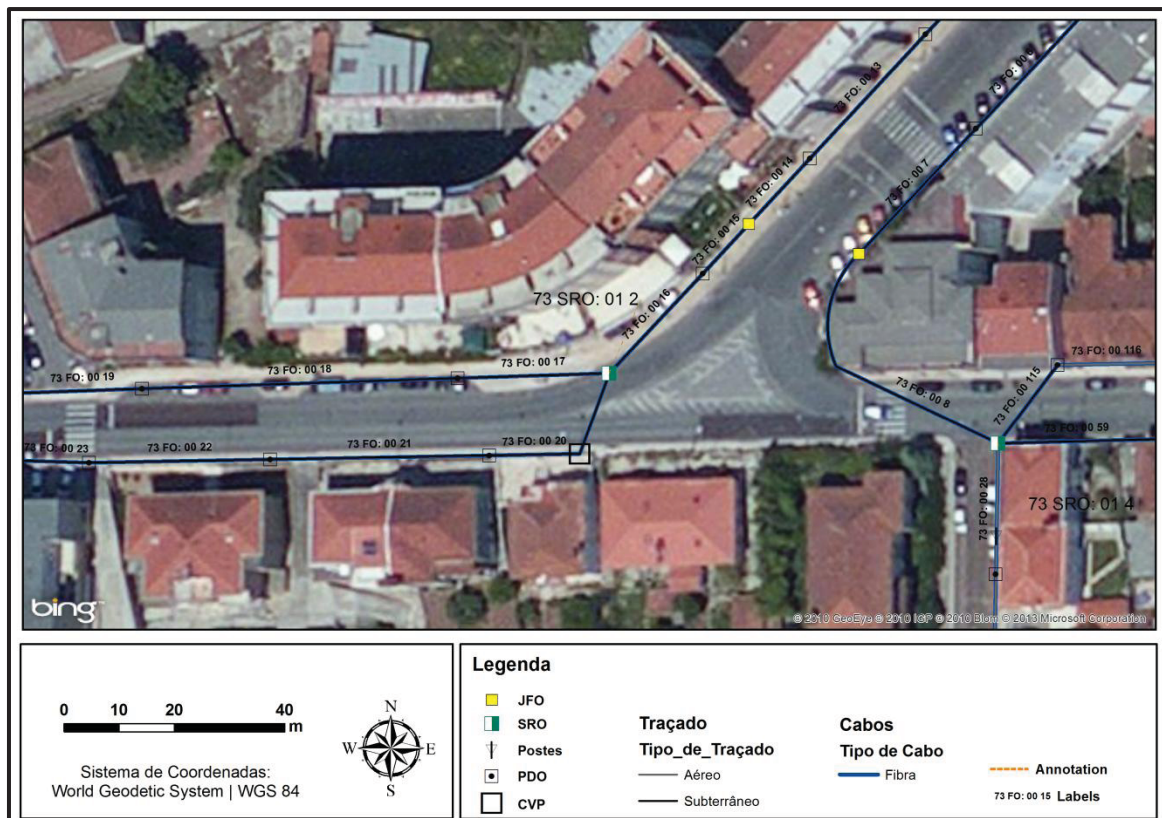 73 FO: 00 13
73 FO: 00 6
73 FO: 00 14
73 FO: 00 7
73 FO: 00 15
73 SRO: 01 2
73 FO: 00 16
73 FO: 00 19
73 FO: 00 18
73 FO: 00 17
73 FO: 00 116
73 FO: 00 8
73 FO: 00 115
73 FO: 00 23
73 FO: 00 22
73 FO: 00 21
73 FO: 00 20
73 FO: 00 59
73 FO: 00 28
73 SRO: 01 4
bing™
© 2010 GeoEye © 2010 IGP © 2010 Blom © 2013 Microsoft Corporation
0 10 20 40
m
N
W E
S
Sistema de Coordenadas:
World Geodetic System | WGS 84
Legenda
JFO
SRO
Postes
PDO
CVP
Traçado
Tipo_de_Traçado
Aéreo
Subterrâneo
Cabos
Tipo de Cabo
Fibra
Annotation
73 FO: 00 15 Labels